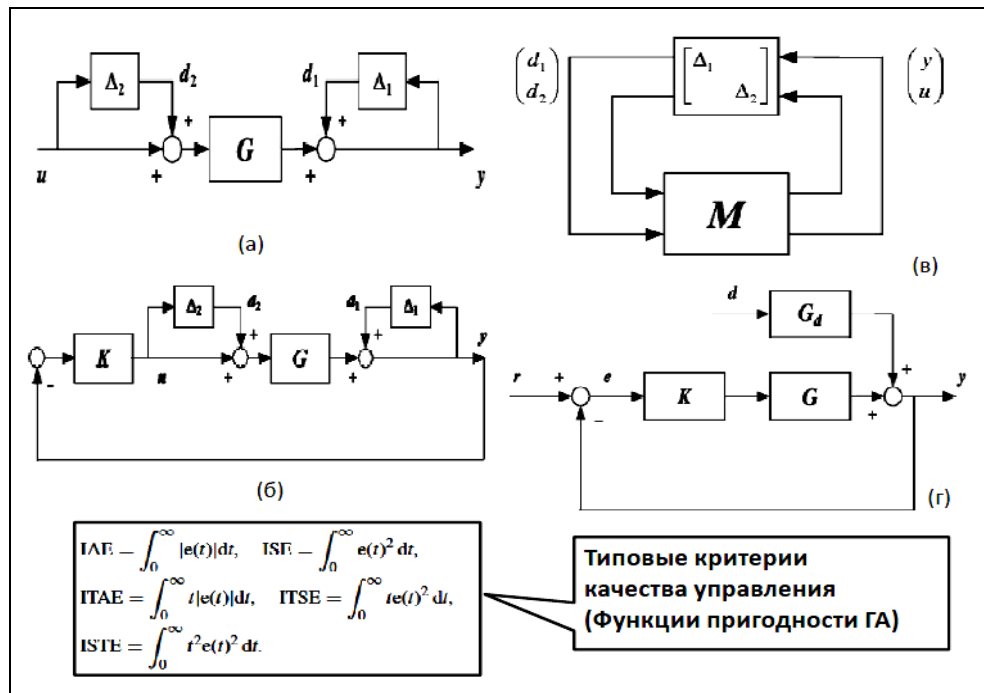 Δ₂ d₂ d₁ Δ₁
+ +
G
u + + y
(а)
(d₁ d₂) [Δ₁ Δ₂] (y u)
M
(в)
Δ₂ d₂ d₁ Δ₁ y
+ +
K G
- u + +
(б)
d G_d
+
r + e y
K G
- +
(г)
IAE = ∫₀^∞ |e(t)|dt, ISE = ∫₀^∞ e(t)² dt,
ITAE = ∫₀^∞ t|e(t)|dt, ITSE = ∫₀^∞ te(t)² dt,
ISTE = ∫₀^∞ t²e(t)² dt.
Типовые критерии
качества управления
(Функции пригодности ГА)